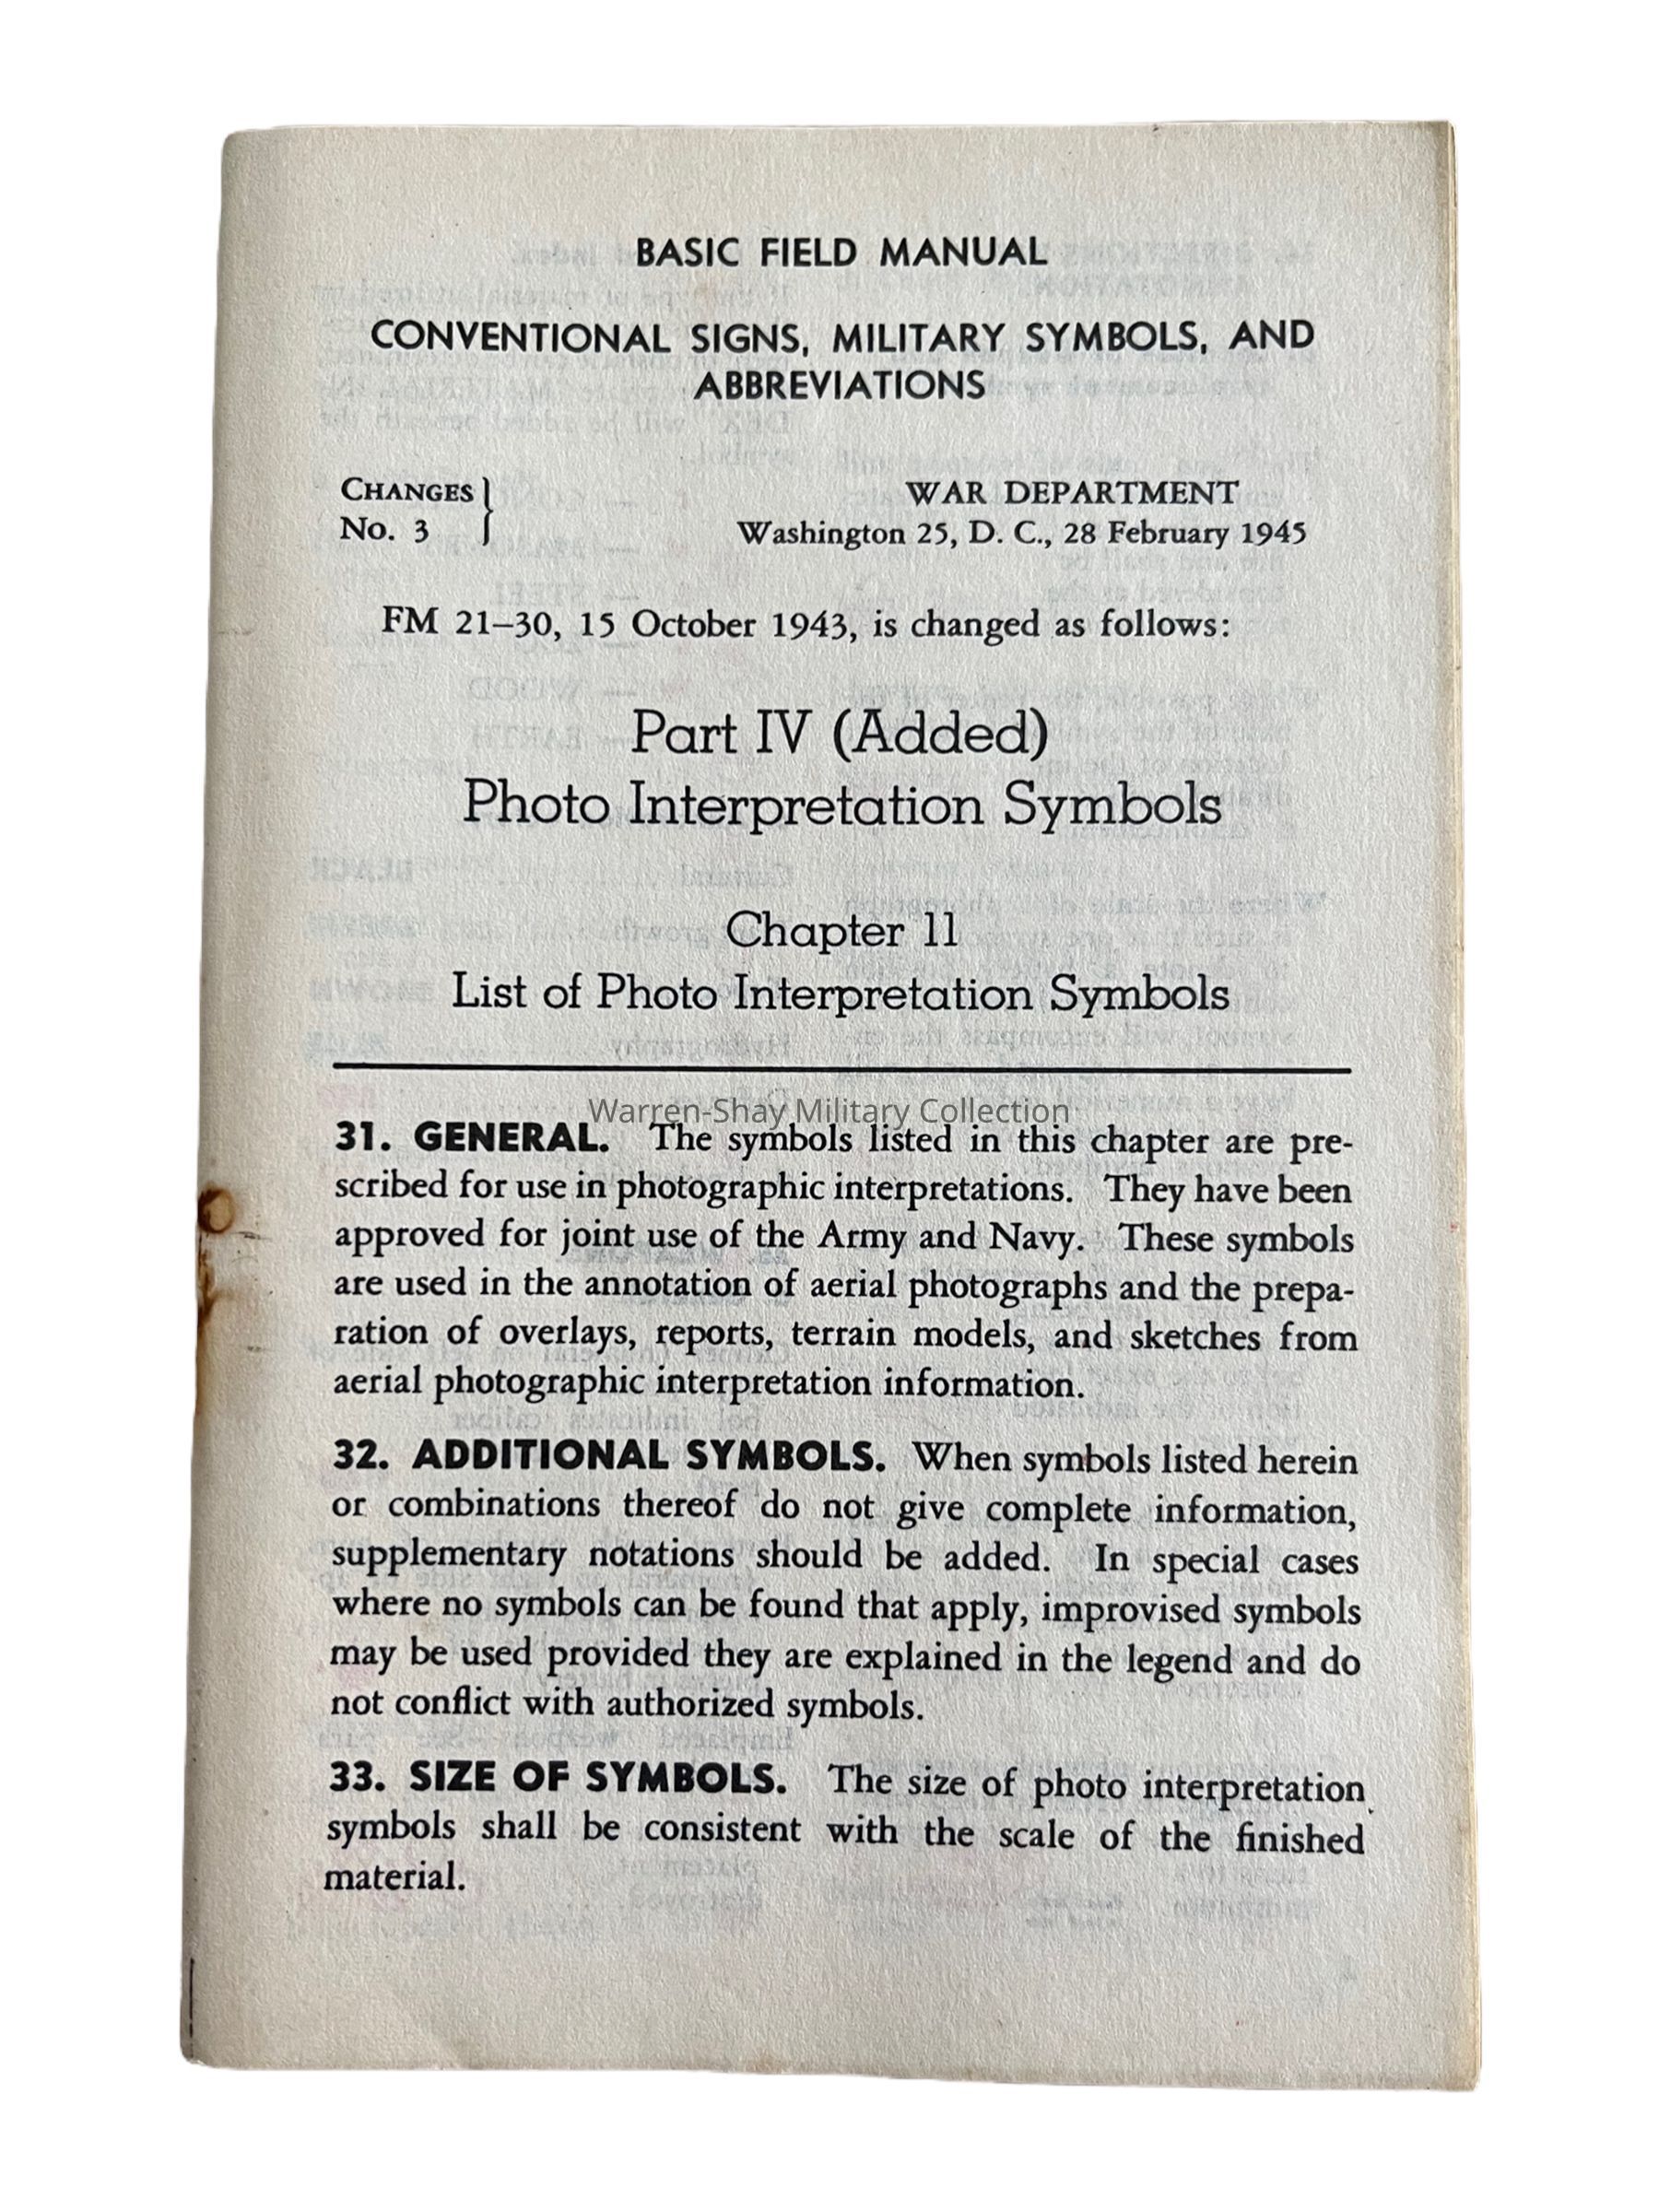 BASIC FIELD MANUAL
CONVENTIONAL SIGNS, MILITARY SYMBOLS, AND
ABBREVIATIONS
CHANGES
No. 3
WAR DEPARTMENT
Washington 25, D. C., 28 February 1945
FM 21–30, 15 October 1943, is changed as follows:
Part IV (Added)
Photo Interpretation Symbols
Chapter 11
List of Photo Interpretation Symbols
Warren-Shay Military Collection
31. GENERAL. The symbols listed in this chapter are pre-
scribed for use in photographic interpretations. They have been
approved for joint use of the Army and Navy. These symbols
are used in the annotation of aerial photographs and the prepa-
ration of overlays, reports, terrain models, and sketches from
aerial photographic interpretation information.
32. ADDITIONAL SYMBOLS. When symbols listed herein
or combinations thereof do not give complete information,
supplementary notations should be added. In special cases
where no symbols can be found that apply, improvised symbols
may be used provided they are explained in the legend and do
not conflict with authorized symbols.
33. SIZE OF SYMBOLS. The size of photo interpretation
symbols shall be consistent with the scale of the finished
material.